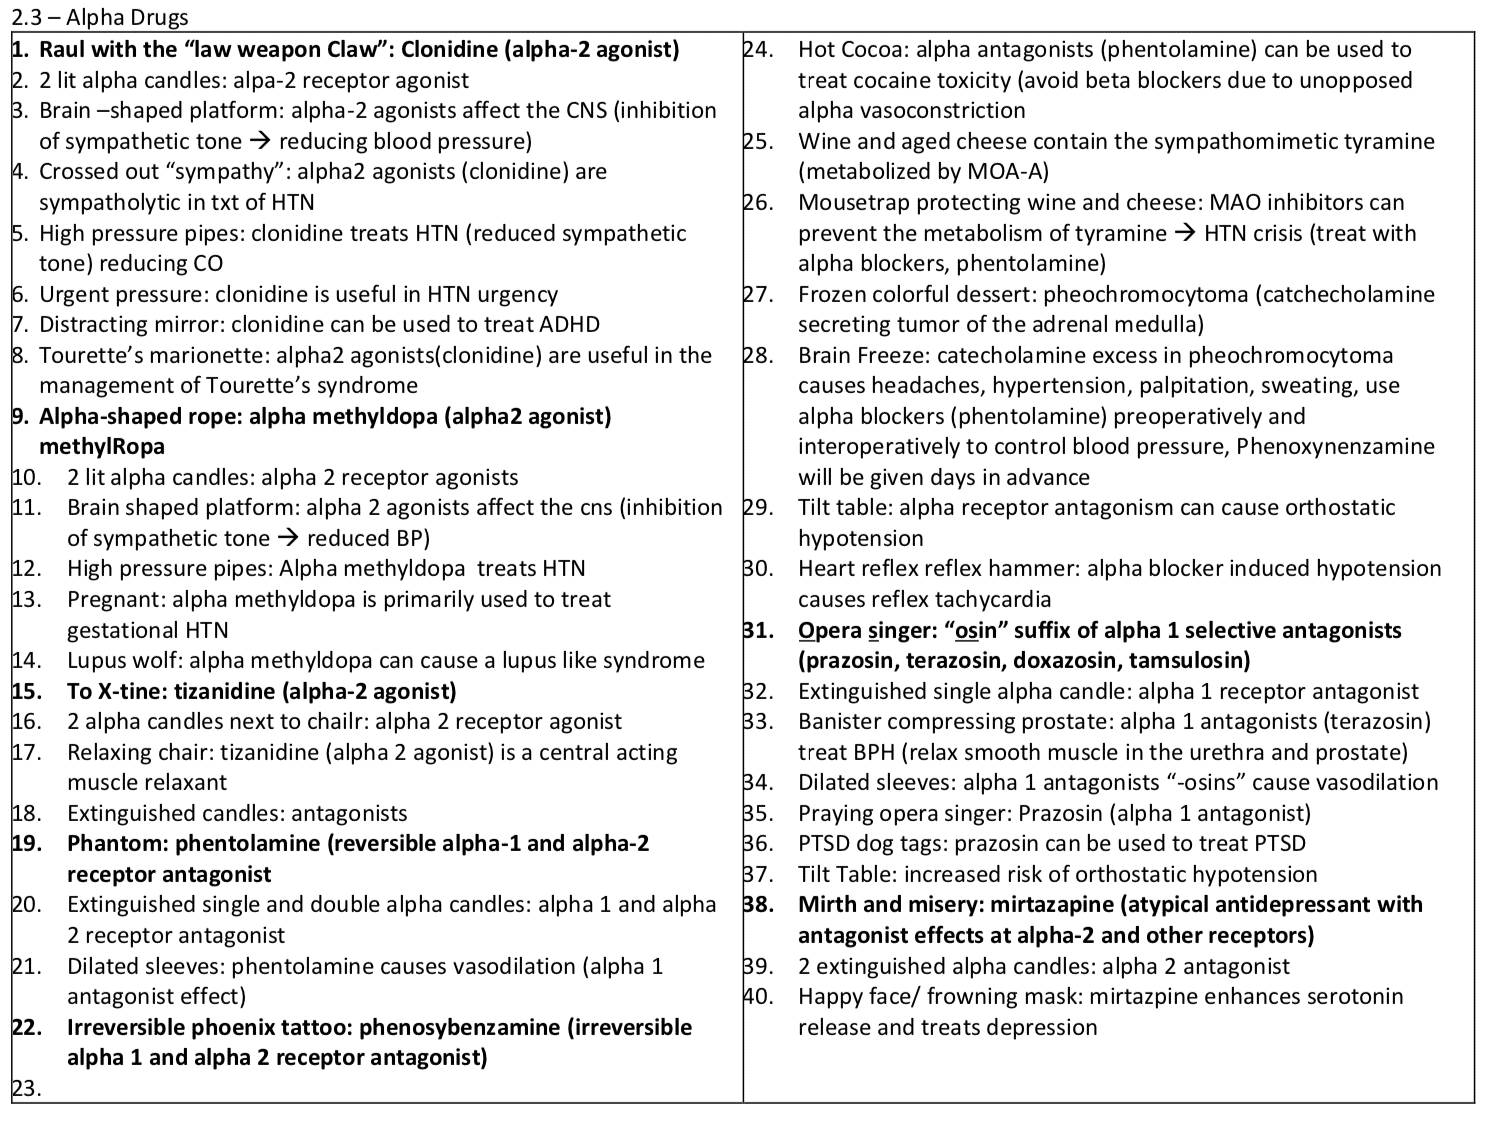 2.3 – Alpha Drugs
1. Raul with the “law weapon Claw”: Clonidine (alpha-2 agonist)
2. 2 lit alpha candles: alpa-2 receptor agonist
3. Brain –shaped platform: alpha-2 agonists affect the CNS (inhibition
of sympathetic tone → reducing blood pressure)
4. Crossed out “sympathy”: alpha2 agonists (clonidine) are
sympatholytic in txt of HTN
5. High pressure pipes: clonidine treats HTN (reduced sympathetic
tone) reducing CO
6. Urgent pressure: clonidine is useful in HTN urgency
7. Distracting mirror: clonidine can be used to treat ADHD
8. Tourette’s marionette: alpha2 agonists(clonidine) are useful in the
management of Tourette’s syndrome
9. Alpha-shaped rope: alpha methyldopa (alpha2 agonist)
methylRopa
10. 2 lit alpha candles: alpha 2 receptor agonists
11. Brain shaped platform: alpha 2 agonists affect the cns (inhibition
of sympathetic tone → reduced BP)
12. High pressure pipes: Alpha methyldopa treats HTN
13. Pregnant: alpha methyldopa is primarily used to treat
gestational HTN
14. Lupus wolf: alpha methyldopa can cause a lupus like syndrome
15. To X-tine: tizanidine (alpha-2 agonist)
16. 2 alpha candles next to chailr: alpha 2 receptor agonist
17. Relaxing chair: tizanidine (alpha 2 agonist) is a central acting
muscle relaxant
18. Extinguished candles: antagonists
19. Phantom: phentolamine (reversible alpha-1 and alpha-2
receptor antagonist
20. Extinguished single and double alpha candles: alpha 1 and alpha
2 receptor antagonist
21. Dilated sleeves: phentolamine causes vasodilation (alpha 1
antagonist effect)
22. Irreversible phoenix tattoo: phenosybenzamine (irreversible
alpha 1 and alpha 2 receptor antagonist)
23.
24. Hot Cocoa: alpha antagonists (phentolamine) can be used to
treat cocaine toxicity (avoid beta blockers due to unopposed
alpha vasoconstriction
25. Wine and aged cheese contain the sympathomimetic tyramine
(metabolized by MOA-A)
26. Mousetrap protecting wine and cheese: MAO inhibitors can
prevent the metabolism of tyramine → HTN crisis (treat with
alpha blockers, phentolamine)
27. Frozen colorful dessert: pheochromocytoma (catchecholamine
secreting tumor of the adrenal medulla)
28. Brain Freeze: catecholamine excess in pheochromocytoma
causes headaches, hypertension, palpitation, sweating, use
alpha blockers (phentolamine) preoperatively and
interoperatively to control blood pressure, Phenoxynenzamine
will be given days in advance
29. Tilt table: alpha receptor antagonism can cause orthostatic
hypotension
30. Heart reflex reflex hammer: alpha blocker induced hypotension
causes reflex tachycardia
31. Opera singer: “osin” suffix of alpha 1 selective antagonists
(prazosin, terazosin, doxazosin, tamsulosin)
32. Extinguished single alpha candle: alpha 1 receptor antagonist
33. Banister compressing prostate: alpha 1 antagonists (terazosin)
treat BPH (relax smooth muscle in the urethra and prostate)
34. Dilated sleeves: alpha 1 antagonists “-osins” cause vasodilation
35. Praying opera singer: Prazosin (alpha 1 antagonist)
36. PTSD dog tags: prazosin can be used to treat PTSD
37. Tilt Table: increased risk of orthostatic hypotension
38. Mirth and misery: mirtazapine (atypical antidepressant with
antagonist effects at alpha-2 and other receptors)
39. 2 extinguished alpha candles: alpha 2 antagonist
40. Happy face/ frowning mask: mirtazpine enhances serotonin
release and treats depression